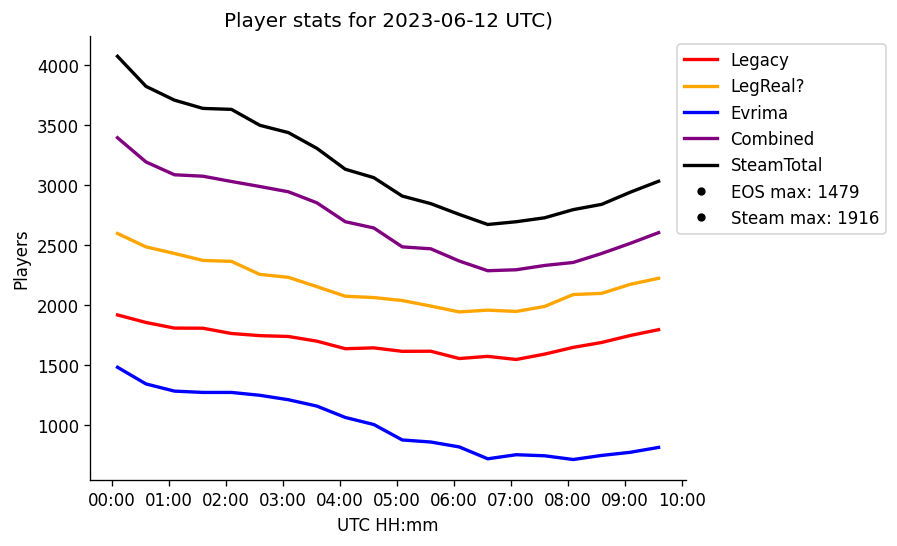 Player stats for 2023-06-12 UTC)
4000
3500
3000
2500
2000
1500
1000
Players
00:00 01:00 02:00 03:00 04:00 05:00 06:00 07:00 08:00 09:00 10:00
UTC HH:mm
Legacy
LegReal?
Evrima
Combined
SteamTotal
EOS max: 1479
Steam max: 1916